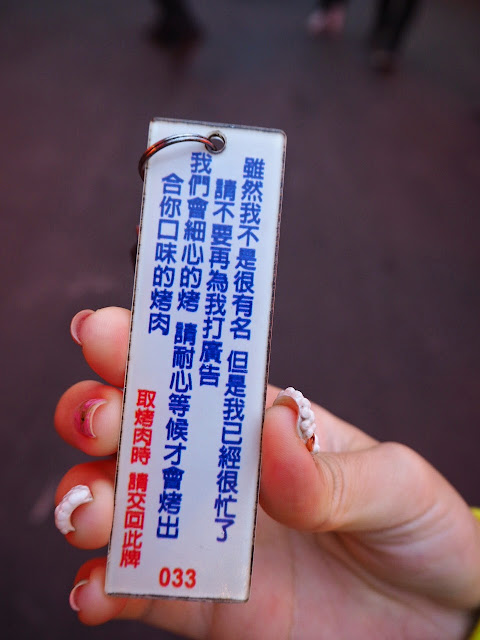 雖然我不是很有名 但是我已經很忙了
請不要再為我打廣告
我們會細心的烤 請耐心等候才會烤出
合你口味的烤肉
取烤肉時 請交回此牌
033